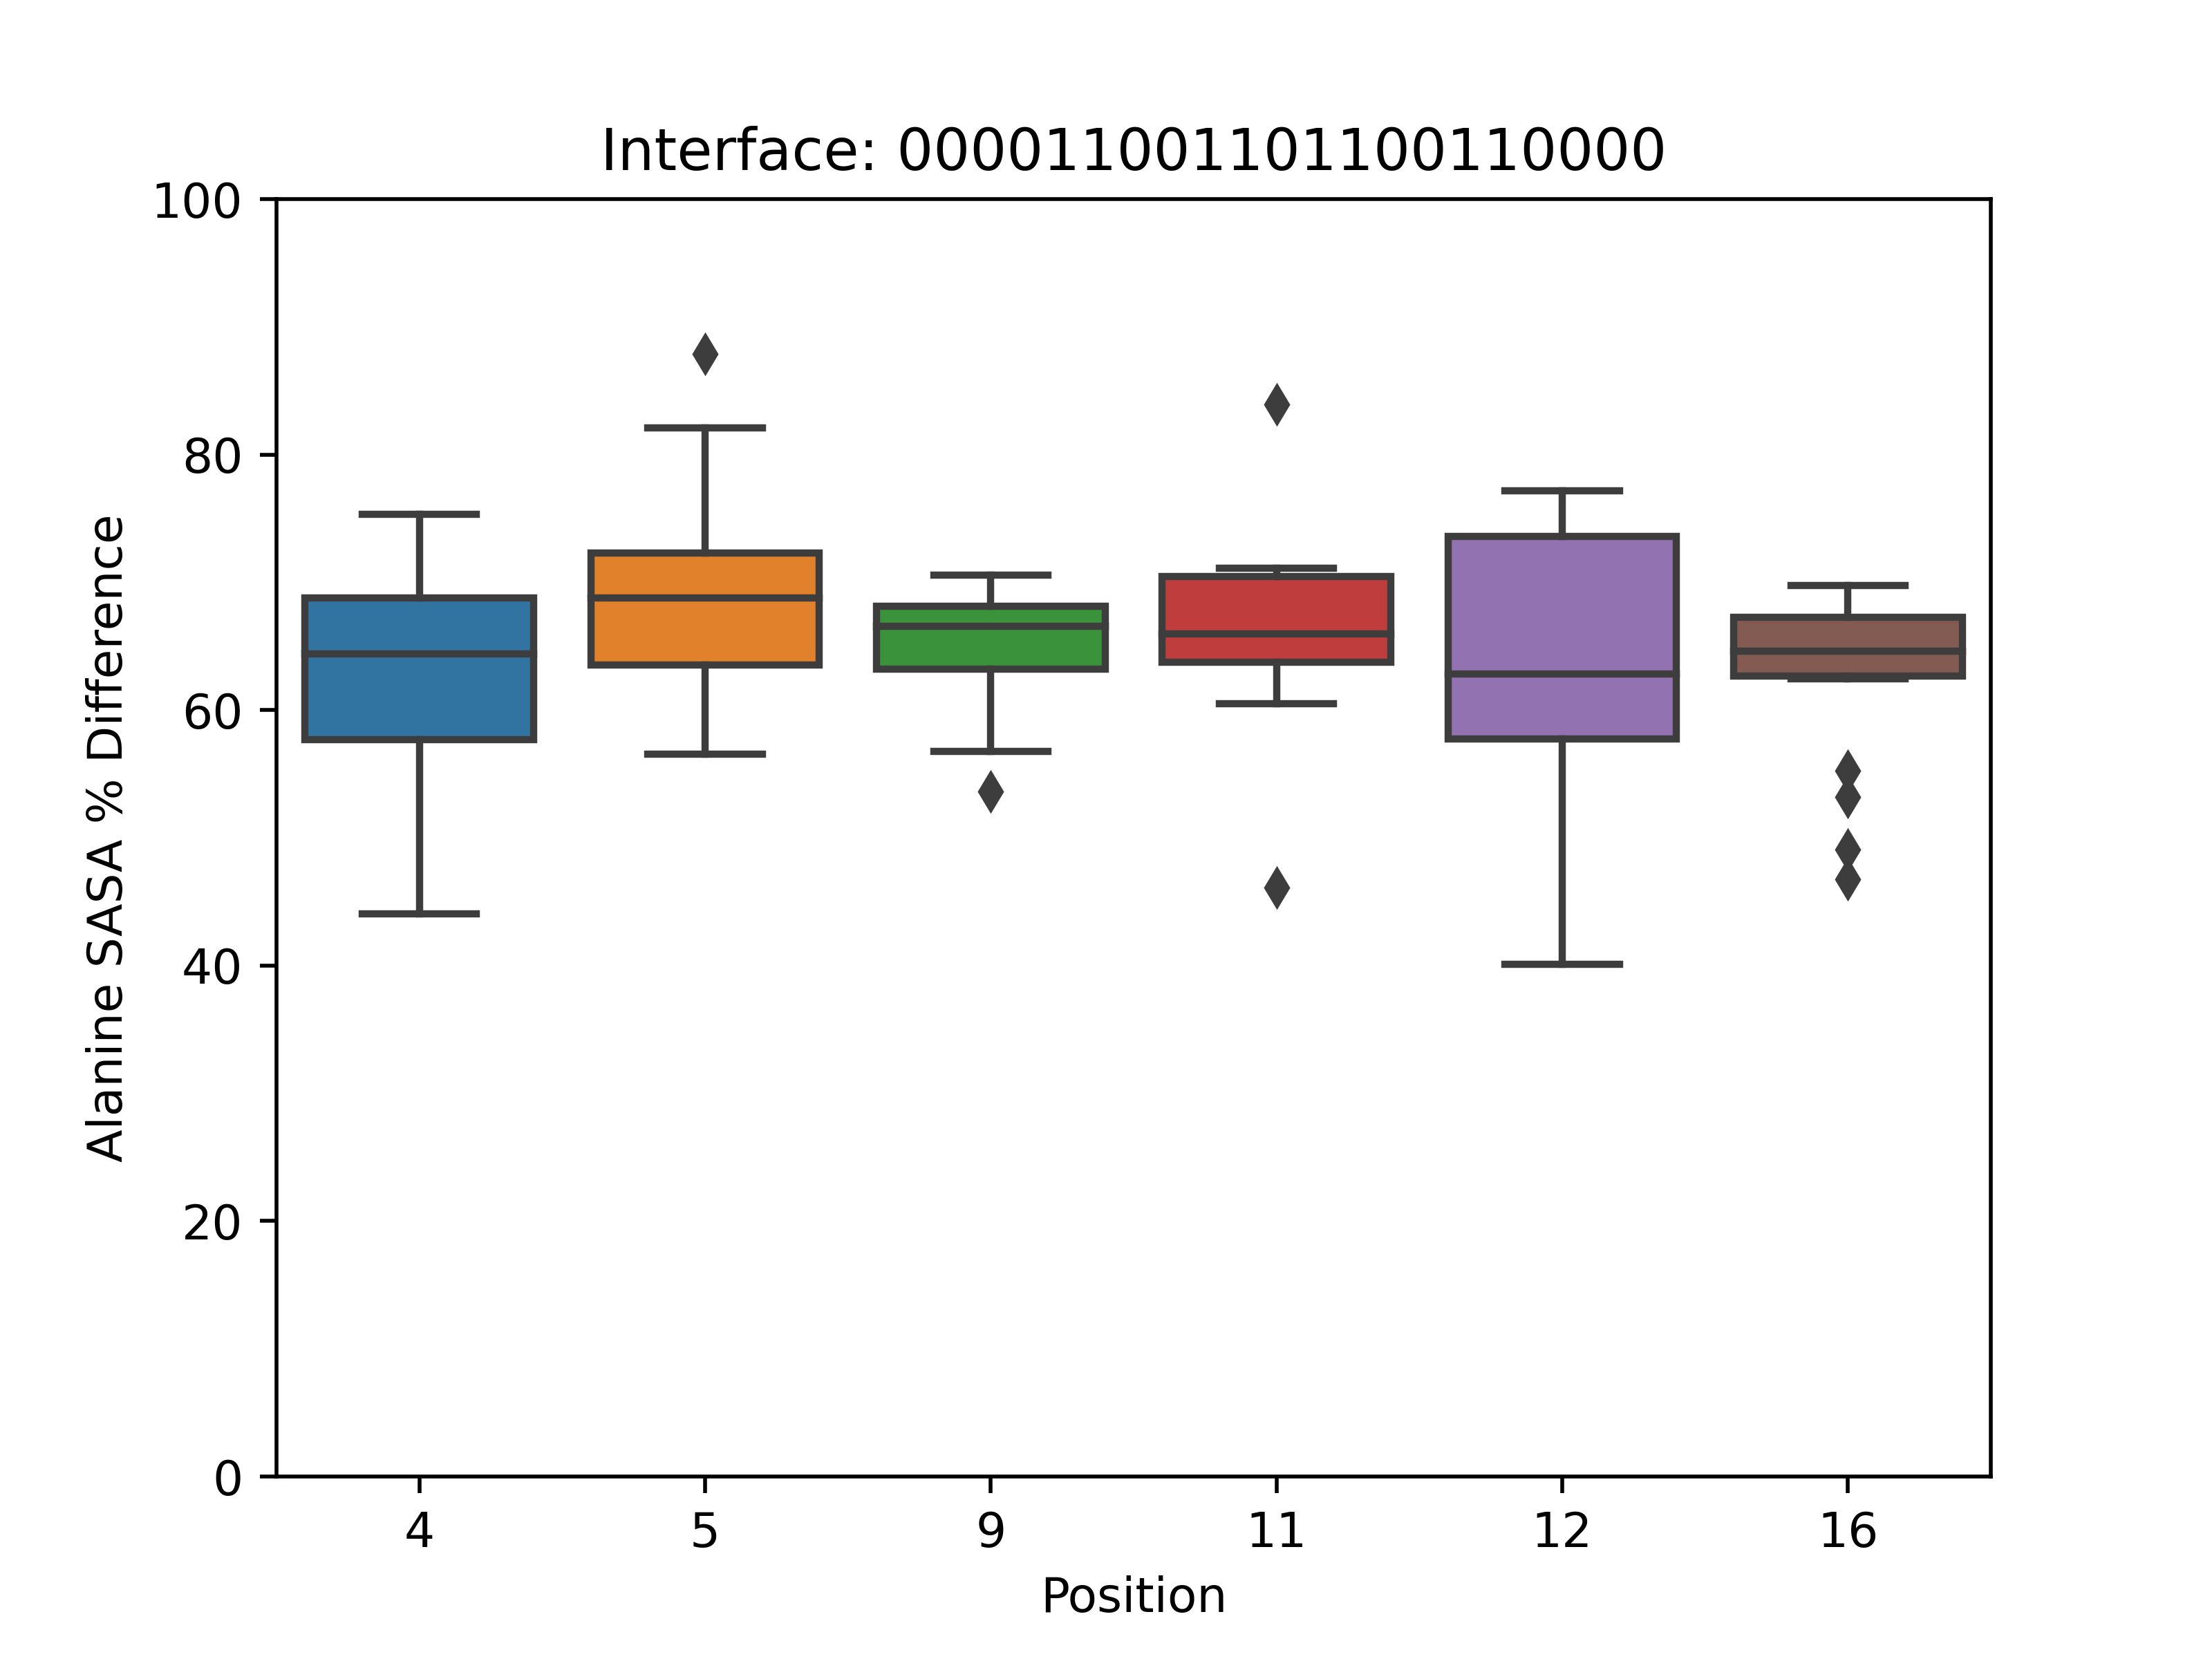 Interface: 000011001101100110000
100
80
60
40
20
0
Alanine SASA % Difference
4 5 9 11 12 16
Position